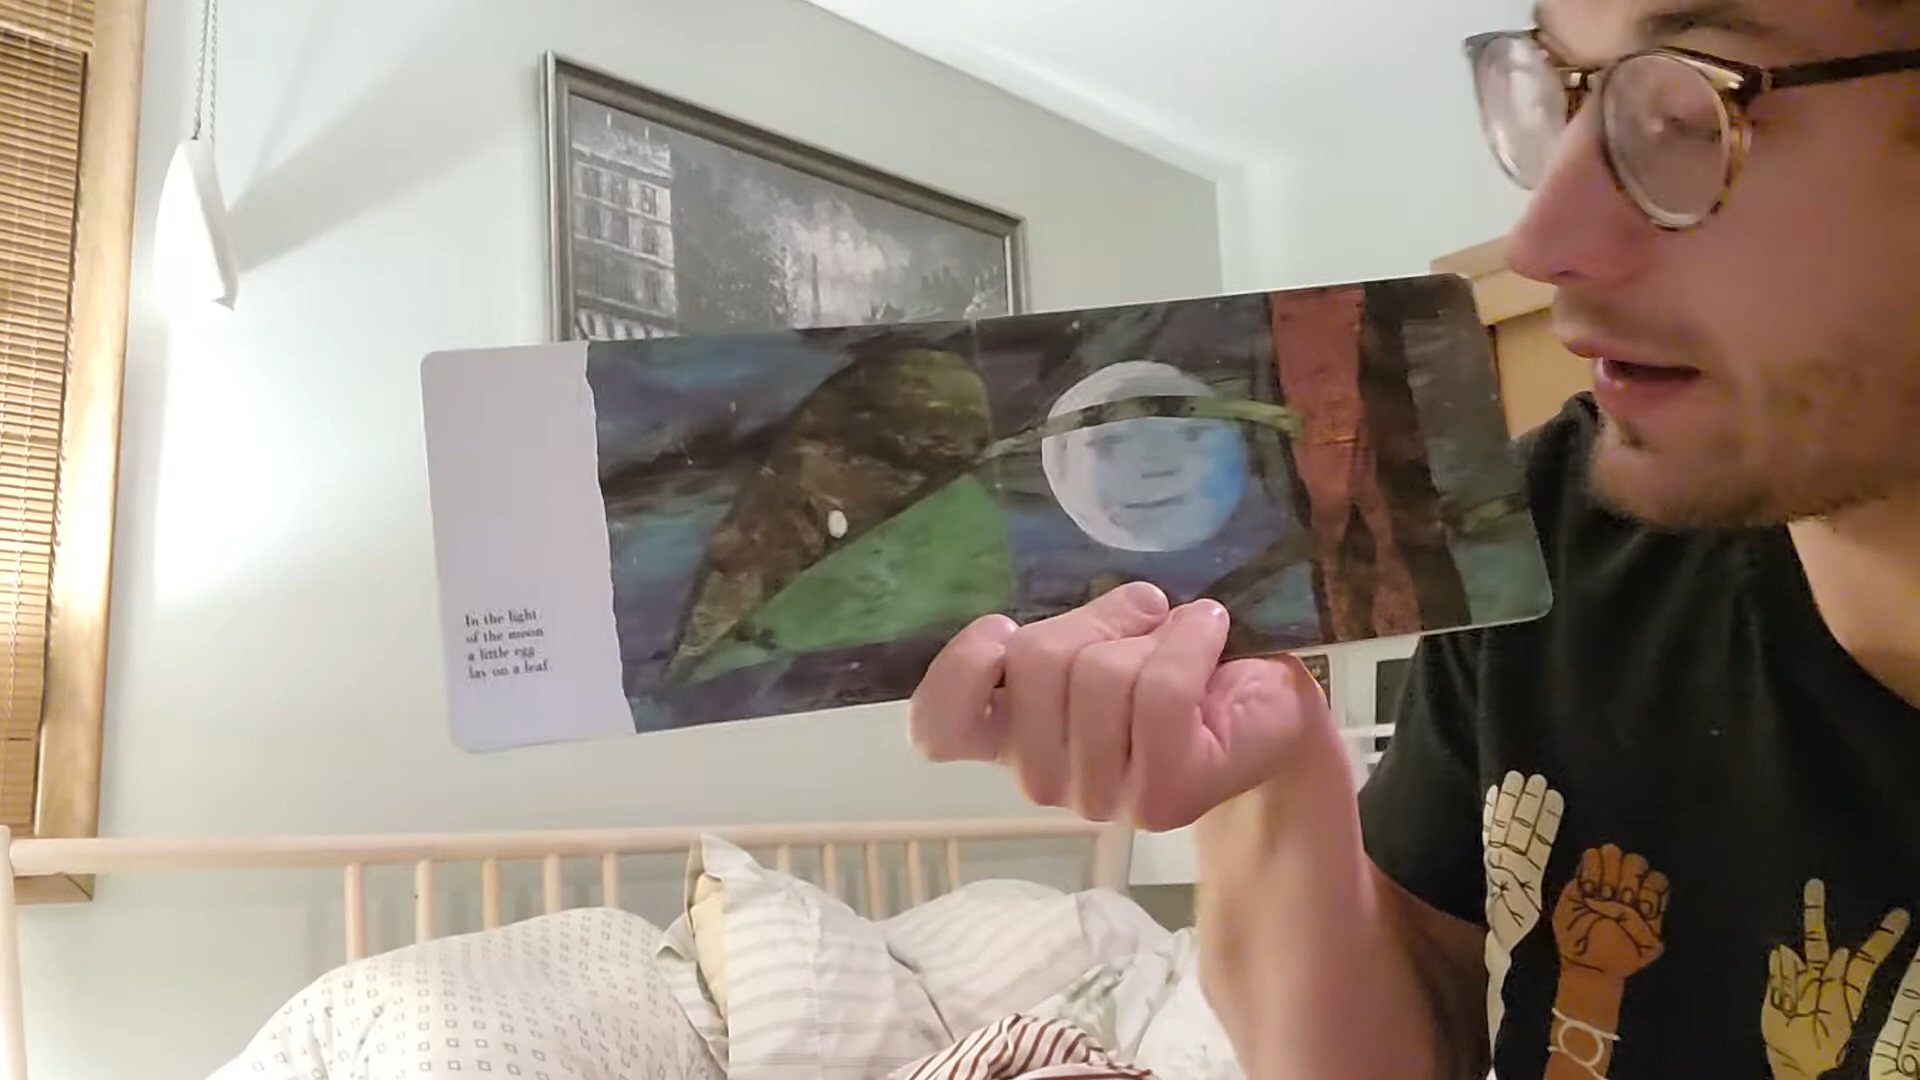 In the light
of the moon
a little egg
lay on a leaf.